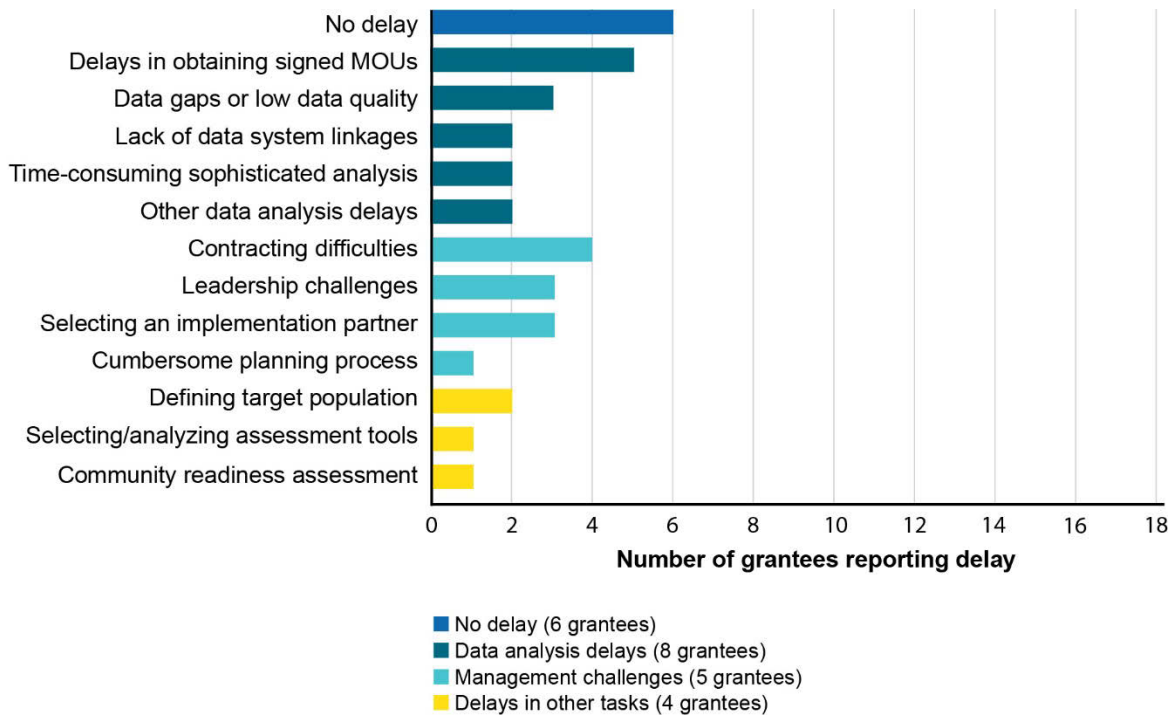 No delay
Delays in obtaining signed MOUs
Data gaps or low data quality
Lack of data system linkages
Time-consuming sophisticated analysis
Other data analysis delays
Contracting difficulties
Leadership challenges
Selecting an implementation partner
Cumbersome planning process
Defining target population
Selecting/analyzing assessment tools
Community readiness assessment
0 2 4 6 8 10 12 14 16 18
Number of grantees reporting delay
No delay (6 grantees)
Data analysis delays (8 grantees)
Management challenges (5 grantees)
Delays in other tasks (4 grantees)